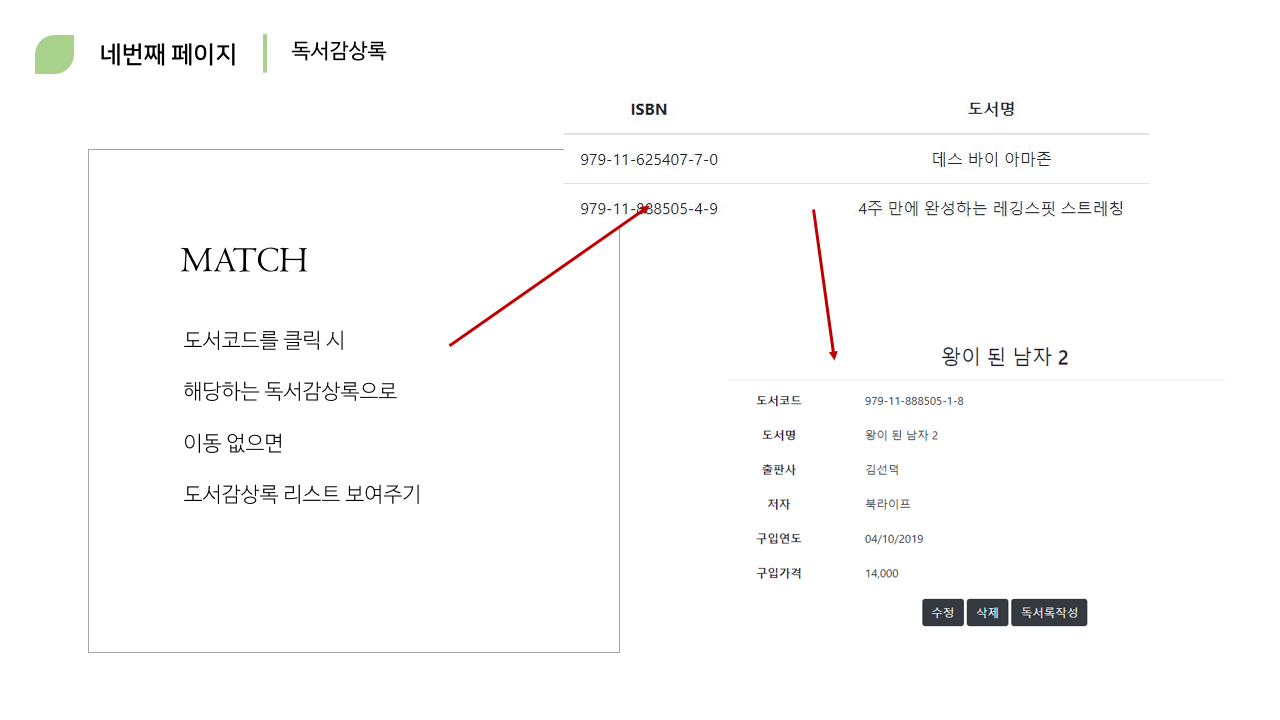 네번째 페이지
독서감상록
ISBN 도서명
979-11-625407-7-0 데스 바이 아마존
979-11-888505-4-9 4주 만에 완성하는 레깅스핏 스트레칭
MATCH
도서코드를 클릭 시
해당하는 독서감상록으로
이동 없으면
도서감상록 리스트 보여주기
왕이 된 남자 2
도서코드 979-11-888505-1-8
도서명 왕이 된 남자 2
출판사 김선덕
저자 북라이프
구입연도 04/10/2019
구입가격 14,000
수정 삭제 독서록작성